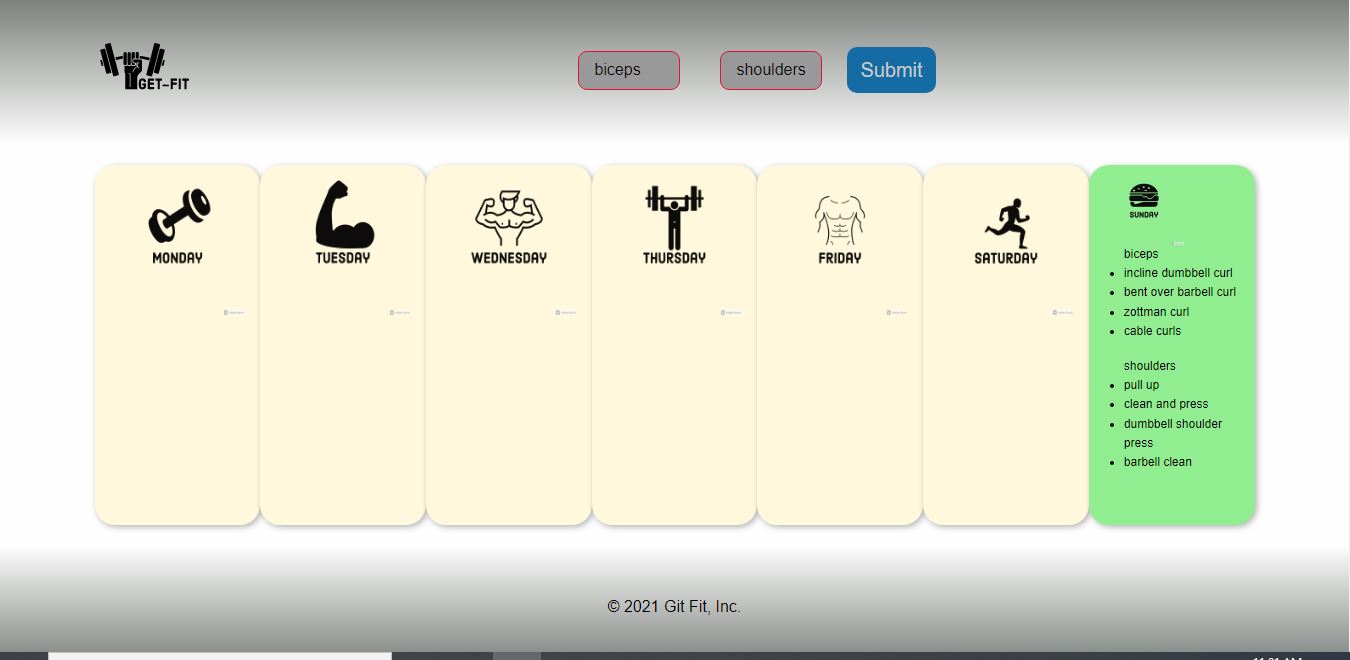 GET-FIT
biceps
shoulders
Submit
MONDAY
TUESDAY
WEDNESDAY
THURSDAY
FRIDAY
SATURDAY
SUNDAY
biceps
incline dumbbell curl
bent over barbell curl
zottman curl
cable curls
shoulders
pull up
clean and press
dumbbell shoulder
press
barbell clean
© 2021 Git Fit, Inc.